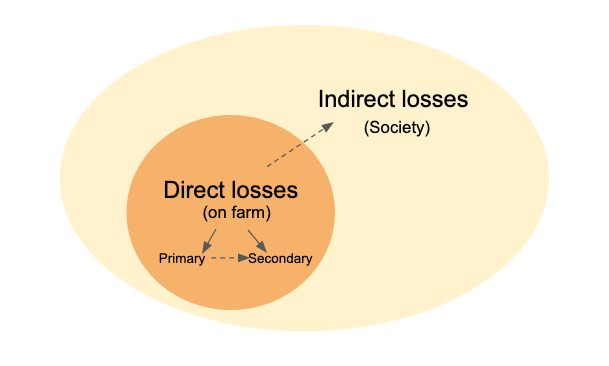 Indirect losses
(Society)
Direct losses
(on farm)
Primary
Secondary